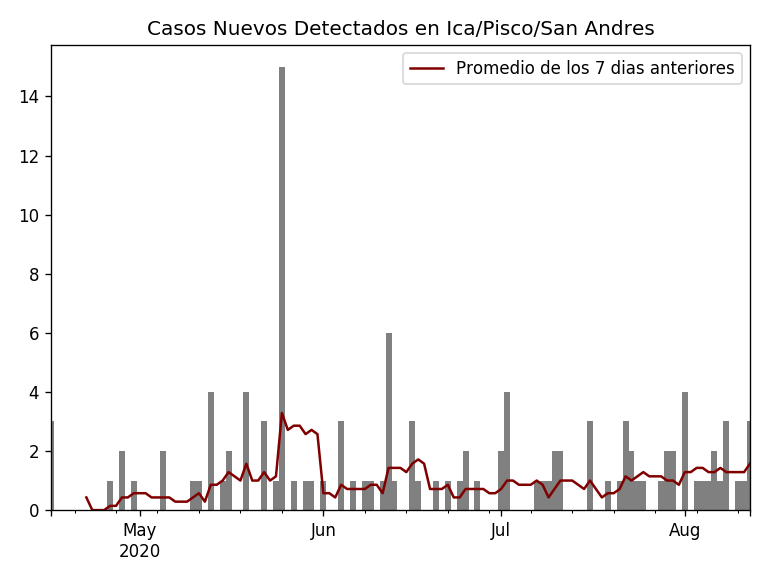 Casos Nuevos Detectados en Ica/Pisco/San Andres
Promedio de los 7 dias anteriores
14
12
10
8
6
4
2
0
May
2020
Jun
Jul
Aug